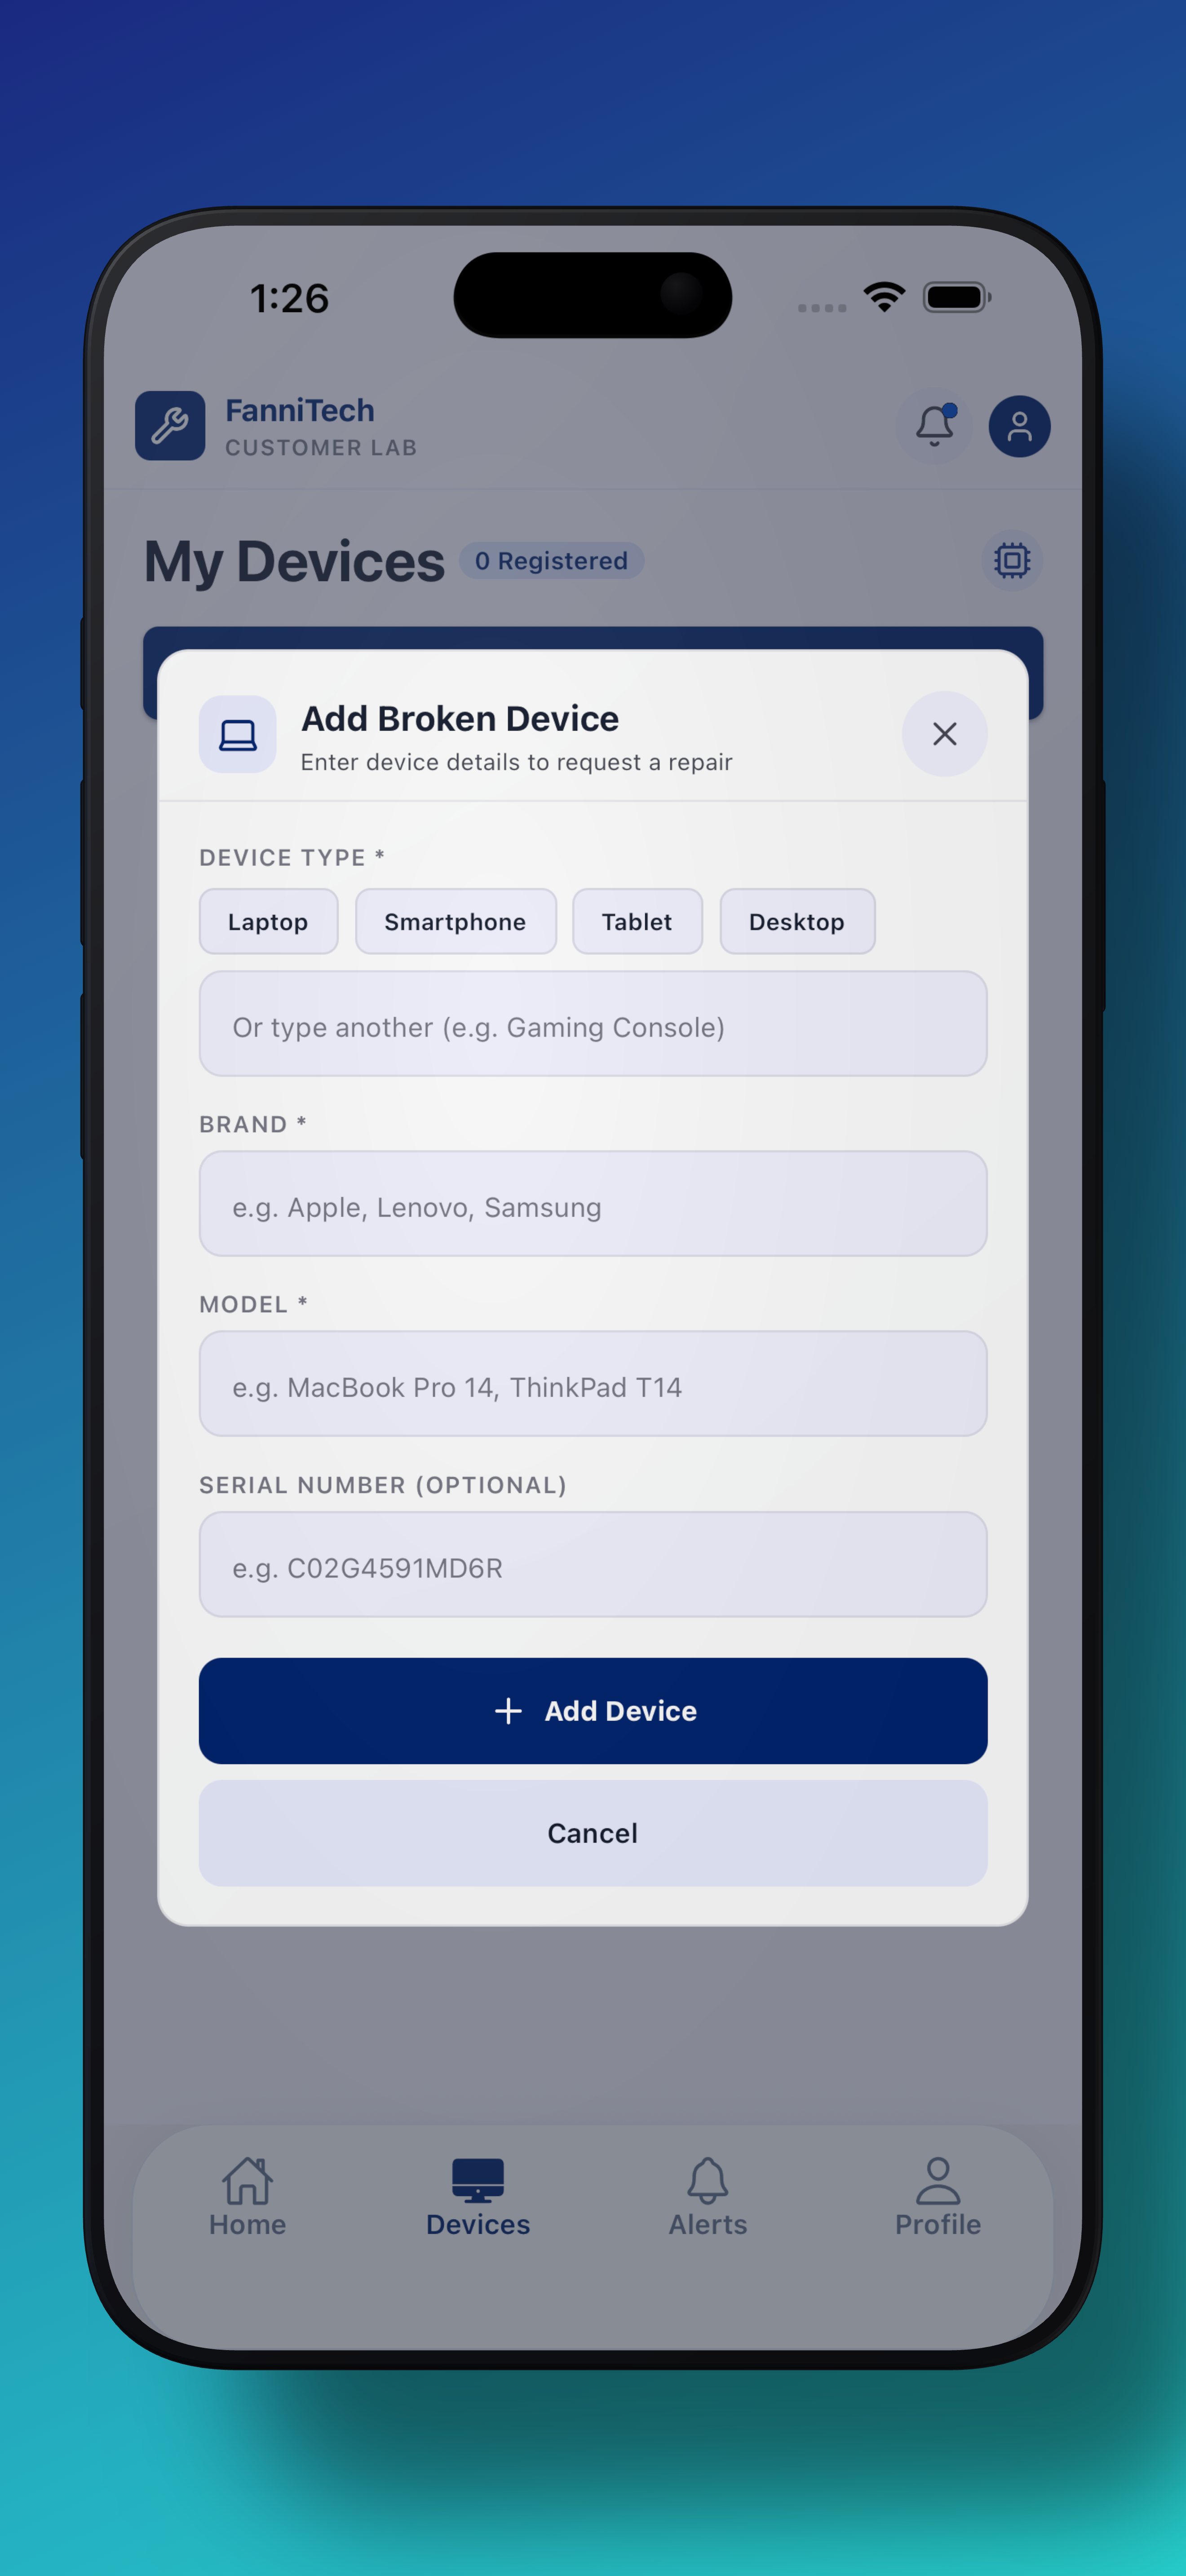 1:26
FanniTech
CUSTOMER LAB
My Devices
0 Registered
Add Broken Device
Enter device details to request a repair
DEVICE TYPE *
Laptop Smartphone Tablet Desktop
Or type another (e.g. Gaming Console)
BRAND *
e.g. Apple, Lenovo, Samsung
MODEL *
e.g. MacBook Pro 14, ThinkPad T14
SERIAL NUMBER (OPTIONAL)
e.g. C02G4591MD6R
Add Device
Cancel
Home Devices Alerts Profile